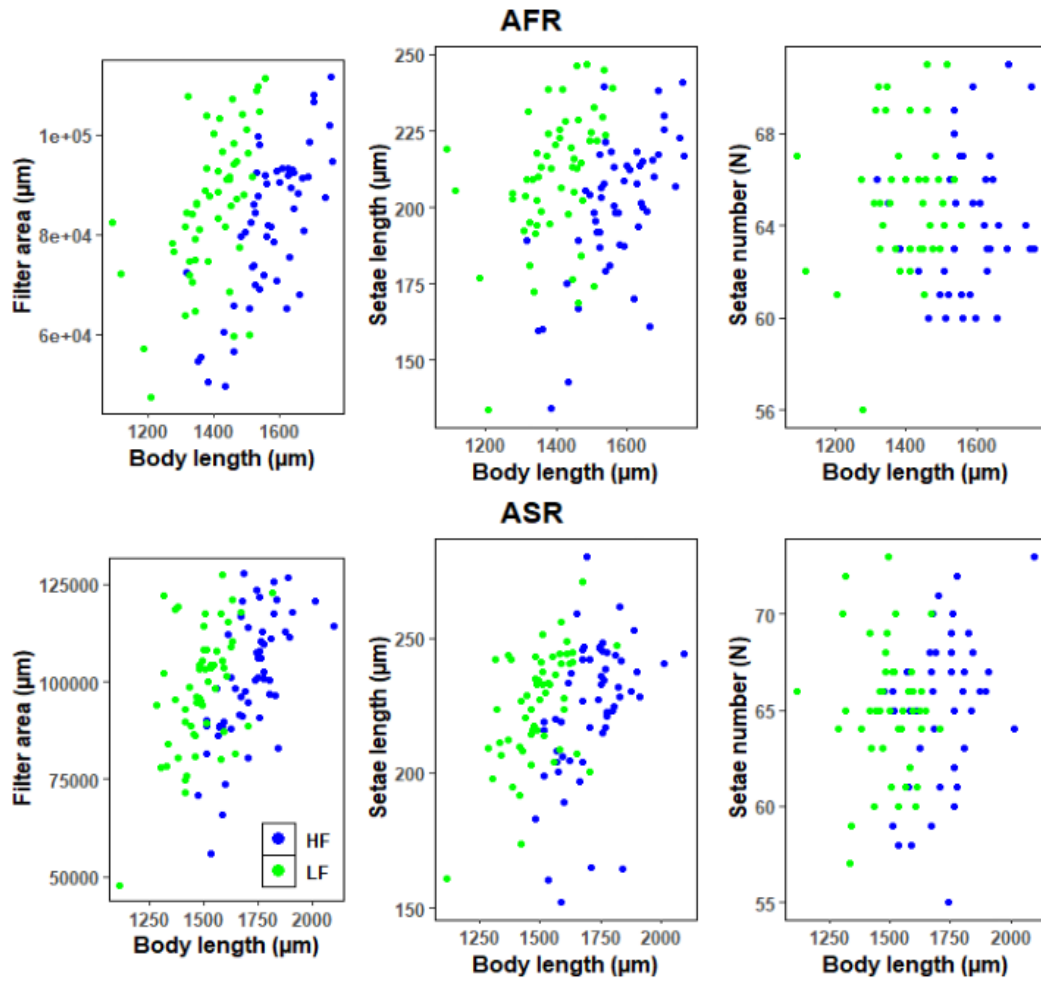 AFR
Filter area (µm)
1e+05
8e+04
6e+04
1200 1400 1600
Body length (µm)
Setae length (µm)
250
225
200
175
150
1200 1400 1600
Body length (µm)
Setae number (N)
68
64
60
56
1200 1400 1600
Body length (µm)
ASR
Filter area (µm)
125000
100000
75000
50000
HF
LF
1250 1500 1750 2000
Body length (µm)
Setae length (µm)
250
200
150
1250 1500 1750 2000
Body length (µm)
Setae number (N)
70
65
60
55
1250 1500 1750 2000
Body length (µm)